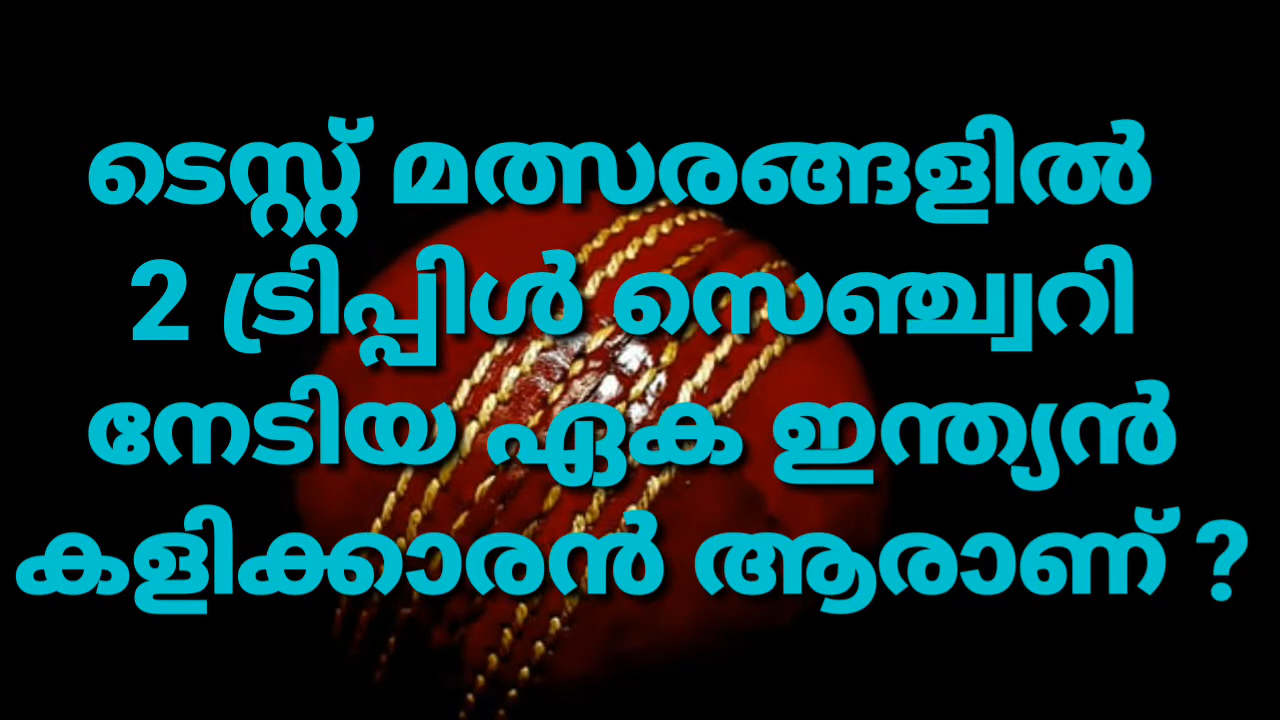 ടെസ്റ്റ് മത്സരങ്ങളിൽ
2 ട്രിപ്പിൾ സെഞ്ച്വറി
നേടിയ ഏക ഇന്ത്യൻ
കളിക്കാരൻ ആരാണ് ?